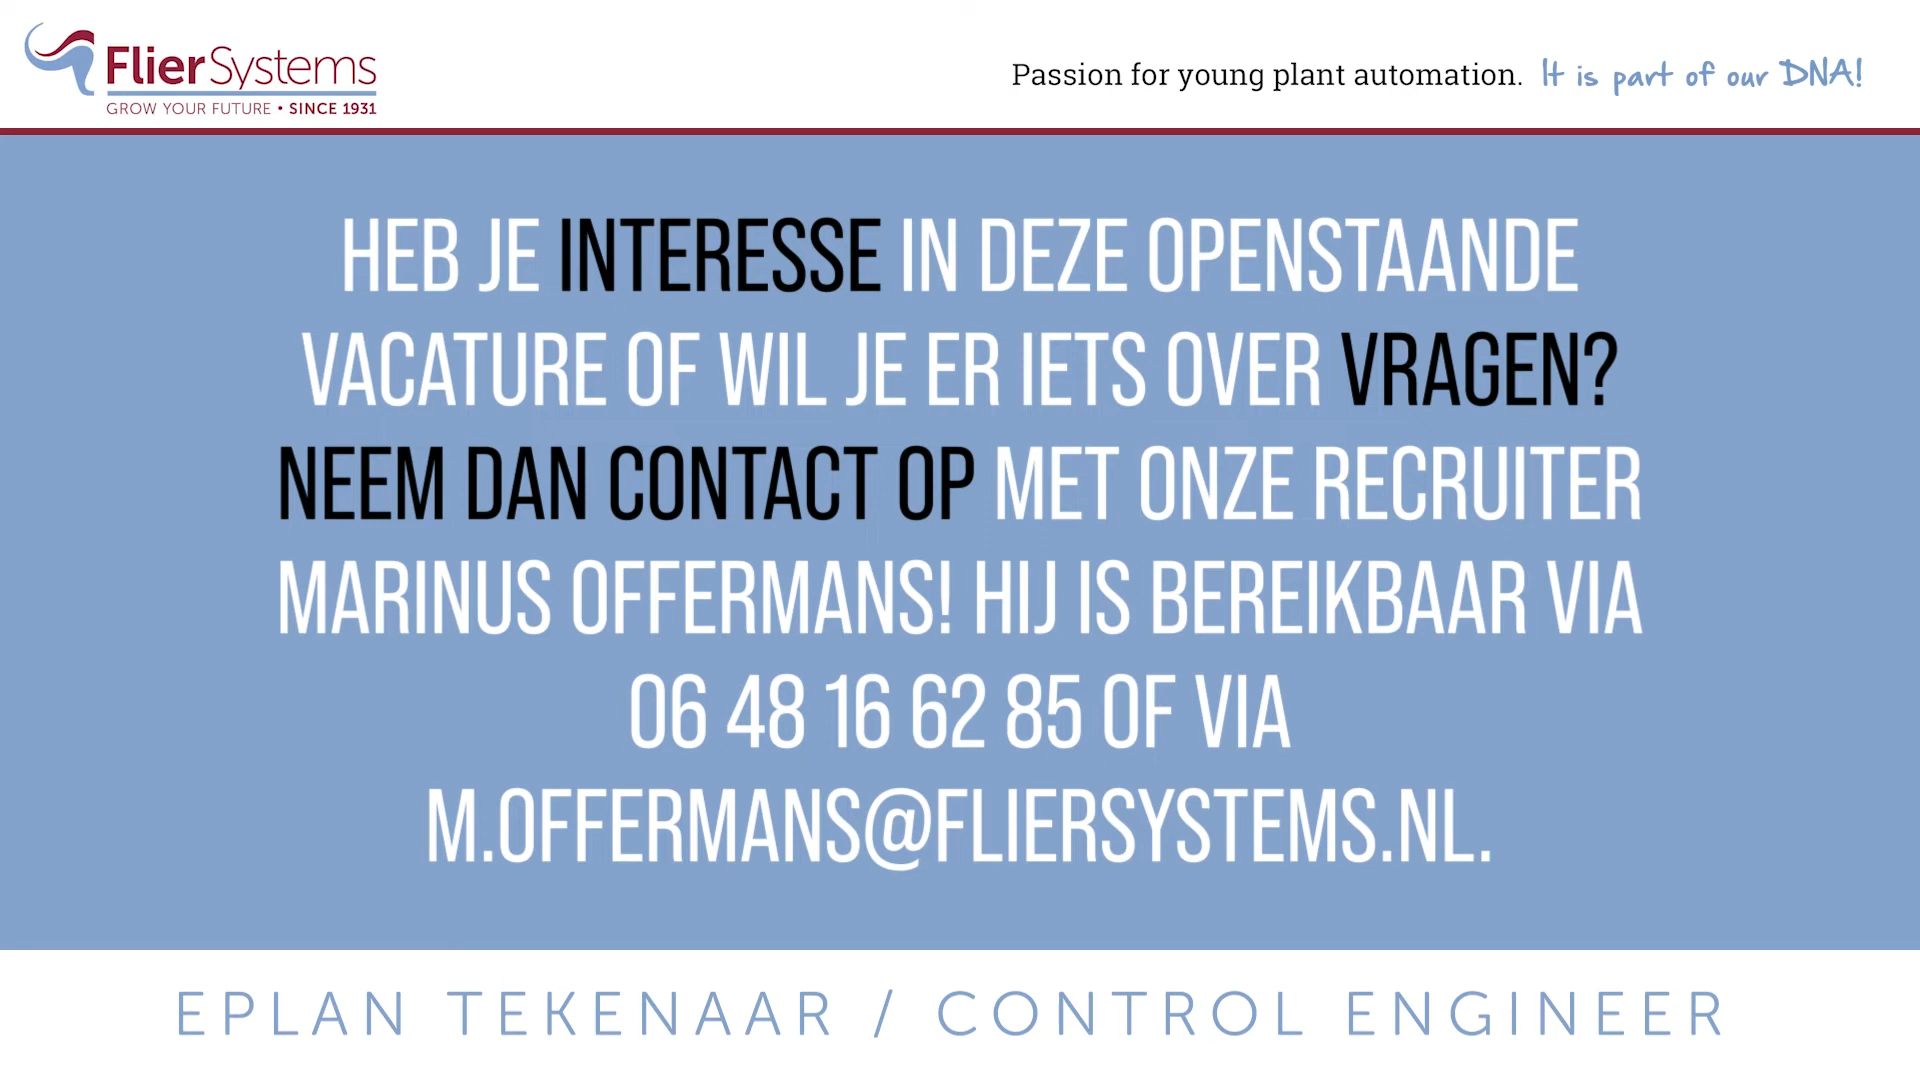 FlierSystems
GROW YOUR FUTURE • SINCE 1931
Passion for young plant automation. It is part of our DNA!
HEB JE INTERESSE IN DEZE OPENSTAANDE
VACATURE OF WIL JE ER IETS OVER VRAGEN?
NEEM DAN CONTACT OP MET ONZE RECRUITER
MARINUS OFFERMANS! HIJ IS BEREIKBAAR VIA
06 48 16 62 85 OF VIA
M.OFFERMANS@FLIERSYSTEMS.NL.
EPLAN TEKENAAR / CONTROL ENGINEER